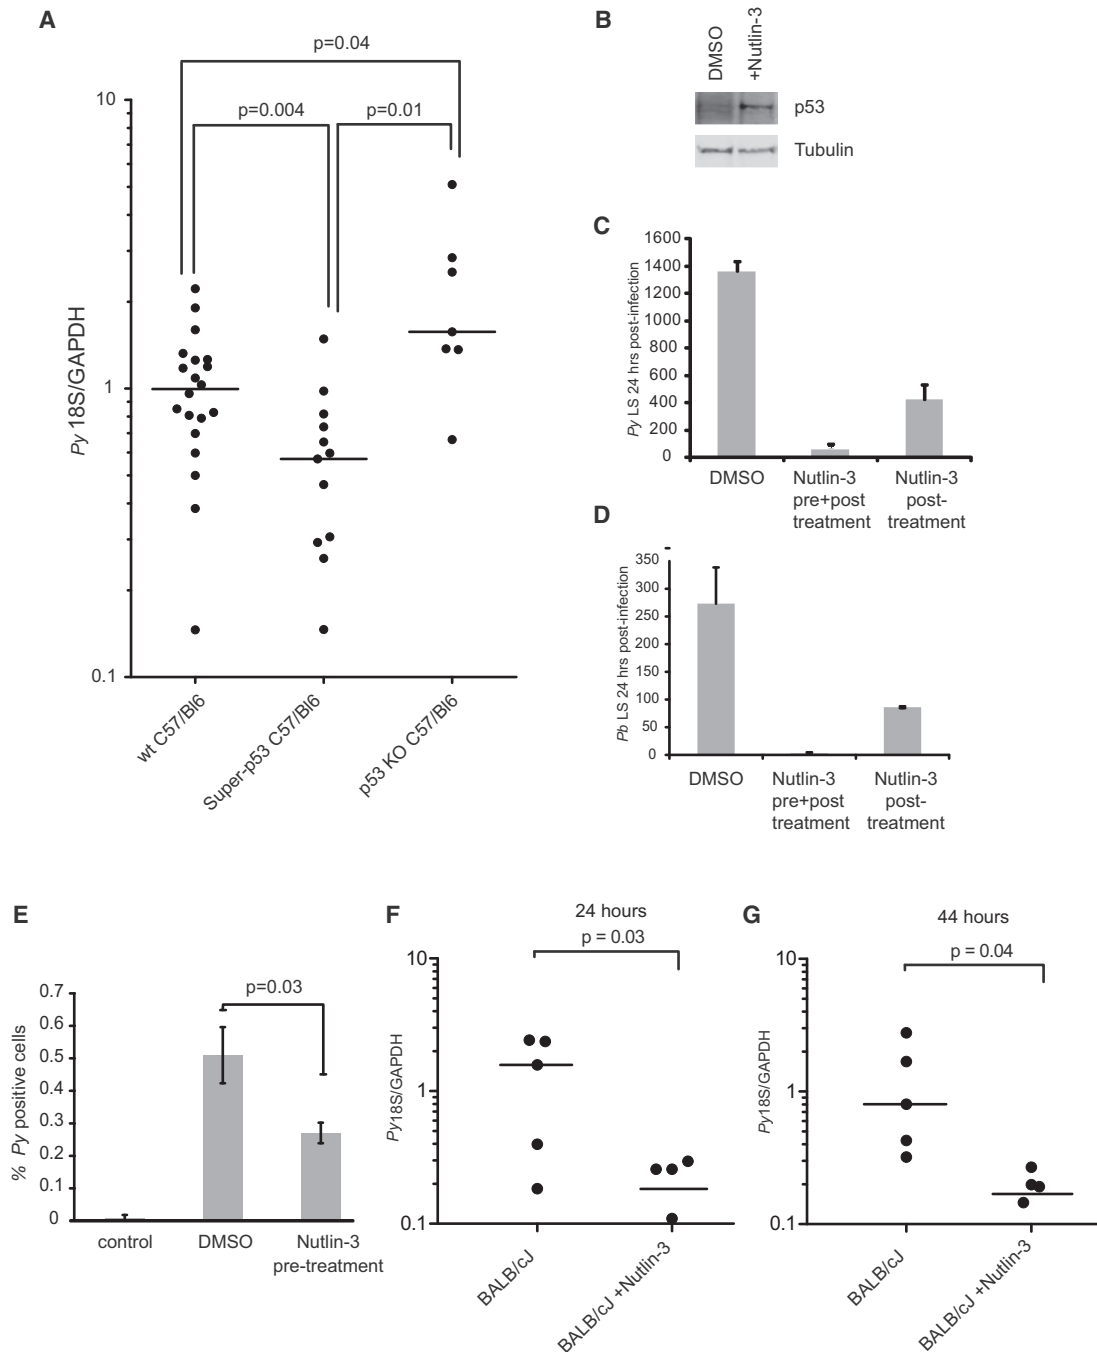 A
p=0.04
p=0.004
p=0.01
10
1
0.1
Py 18S/GAPDH
wt C57/Bl6
Super-p53 C57/Bl6
p53 KO C57/Bl6
B
DMSO
+Nutlin-3
p53
Tubulin
C
Py LS 24 hrs post-infection
1600
1400
1200
1000
800
600
400
200
0
DMSO
Nutlin-3
pre+post
treatment
Nutlin-3
post-
treatment
D
Pb LS 24 hrs post-infection
350
300
250
200
150
100
50
0
DMSO
Nutlin-3
pre+post
treatment
Nutlin-3
post-
treatment
E
% Py positive cells
0.7
0.6
0.5
0.4
0.3
0.2
0.1
0
p=0.03
control
DMSO
Nutlin-3
pre-treatment
F
24 hours
p = 0.03
10
1
0.1
Py18S/GAPDH
BALB/cJ
BALB/cJ +Nutlin-3
G
44 hours
p = 0.04
10
1
0.1
Py18S/GAPDH
BALB/cJ
BALB/cJ +Nutlin-3